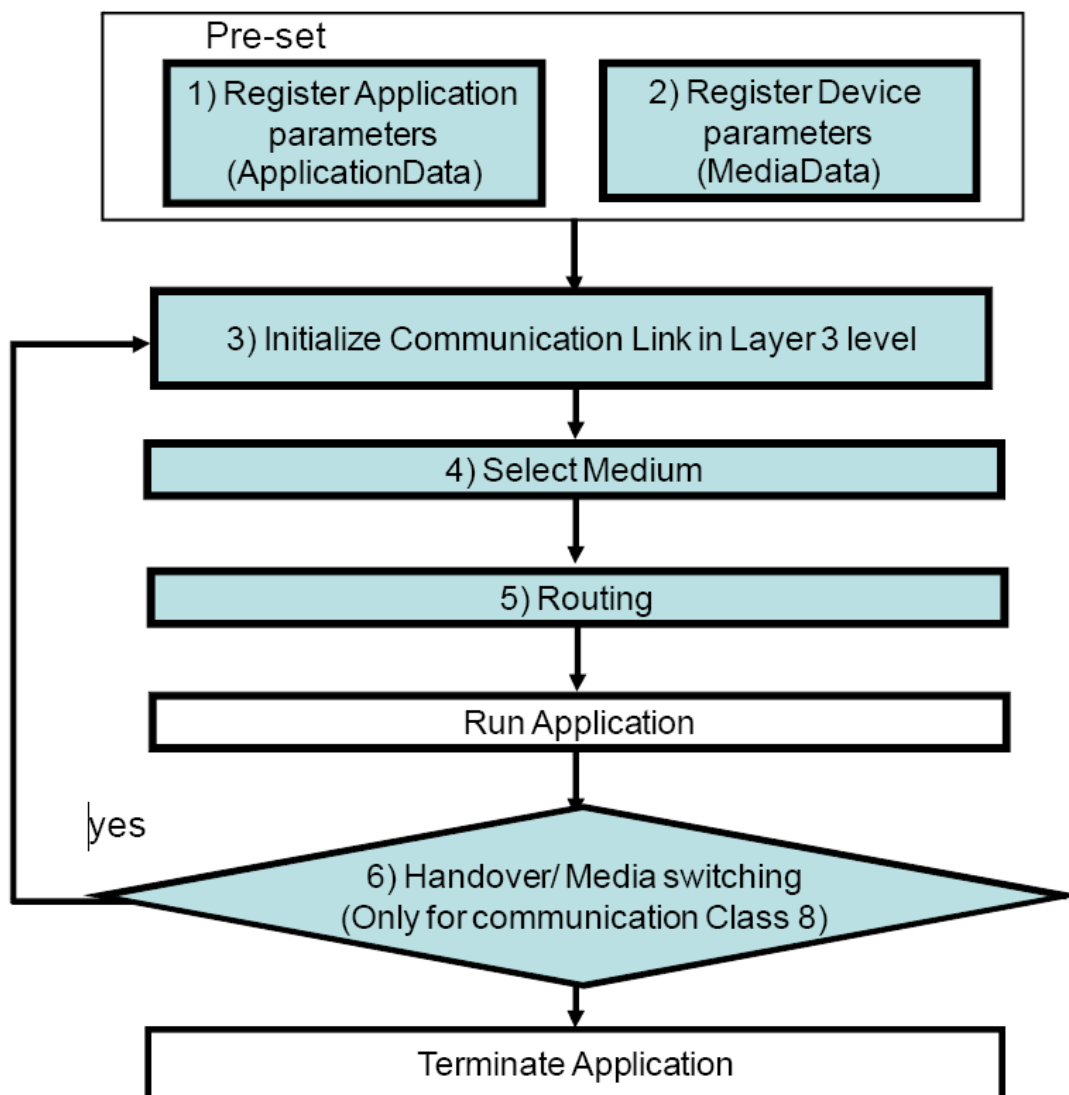 Pre-set
1) Register Application
parameters
(ApplicationData)
2) Register Device
parameters
(MediaData)
3) Initialize Communication Link in Layer 3 level
4) Select Medium
5) Routing
Run Application
yes
6) Handover/ Media switching
(Only for communication Class 8)
Terminate Application